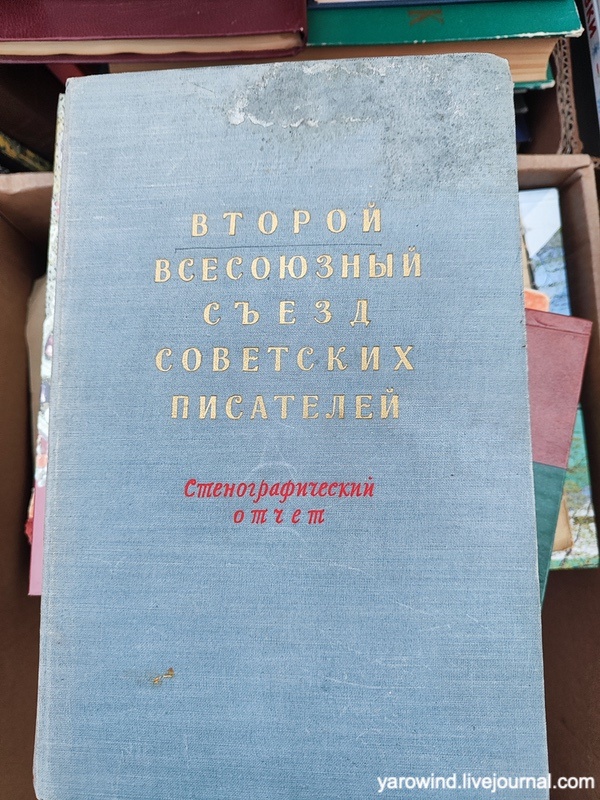 ВТОРОЙ
ВСЕСОЮЗНЫЙ
СЪЕЗД
СОВЕТСКИХ
ПИСАТЕЛЕЙ
Стенографический
отчет
yarowind.livejournal.com